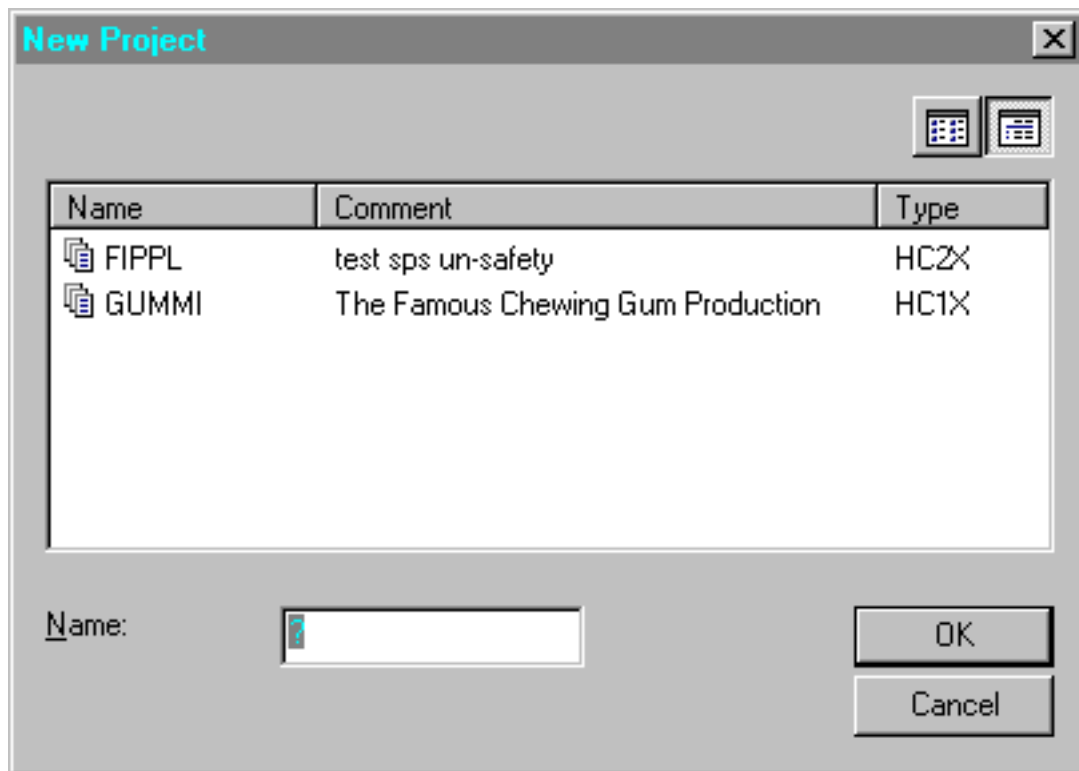 New Project
Name Comment Type
FIPPL test sps un-safety HC2X
GUMMI The Famous Chewing Gum Production HC1X
Name: ? OK
Cancel